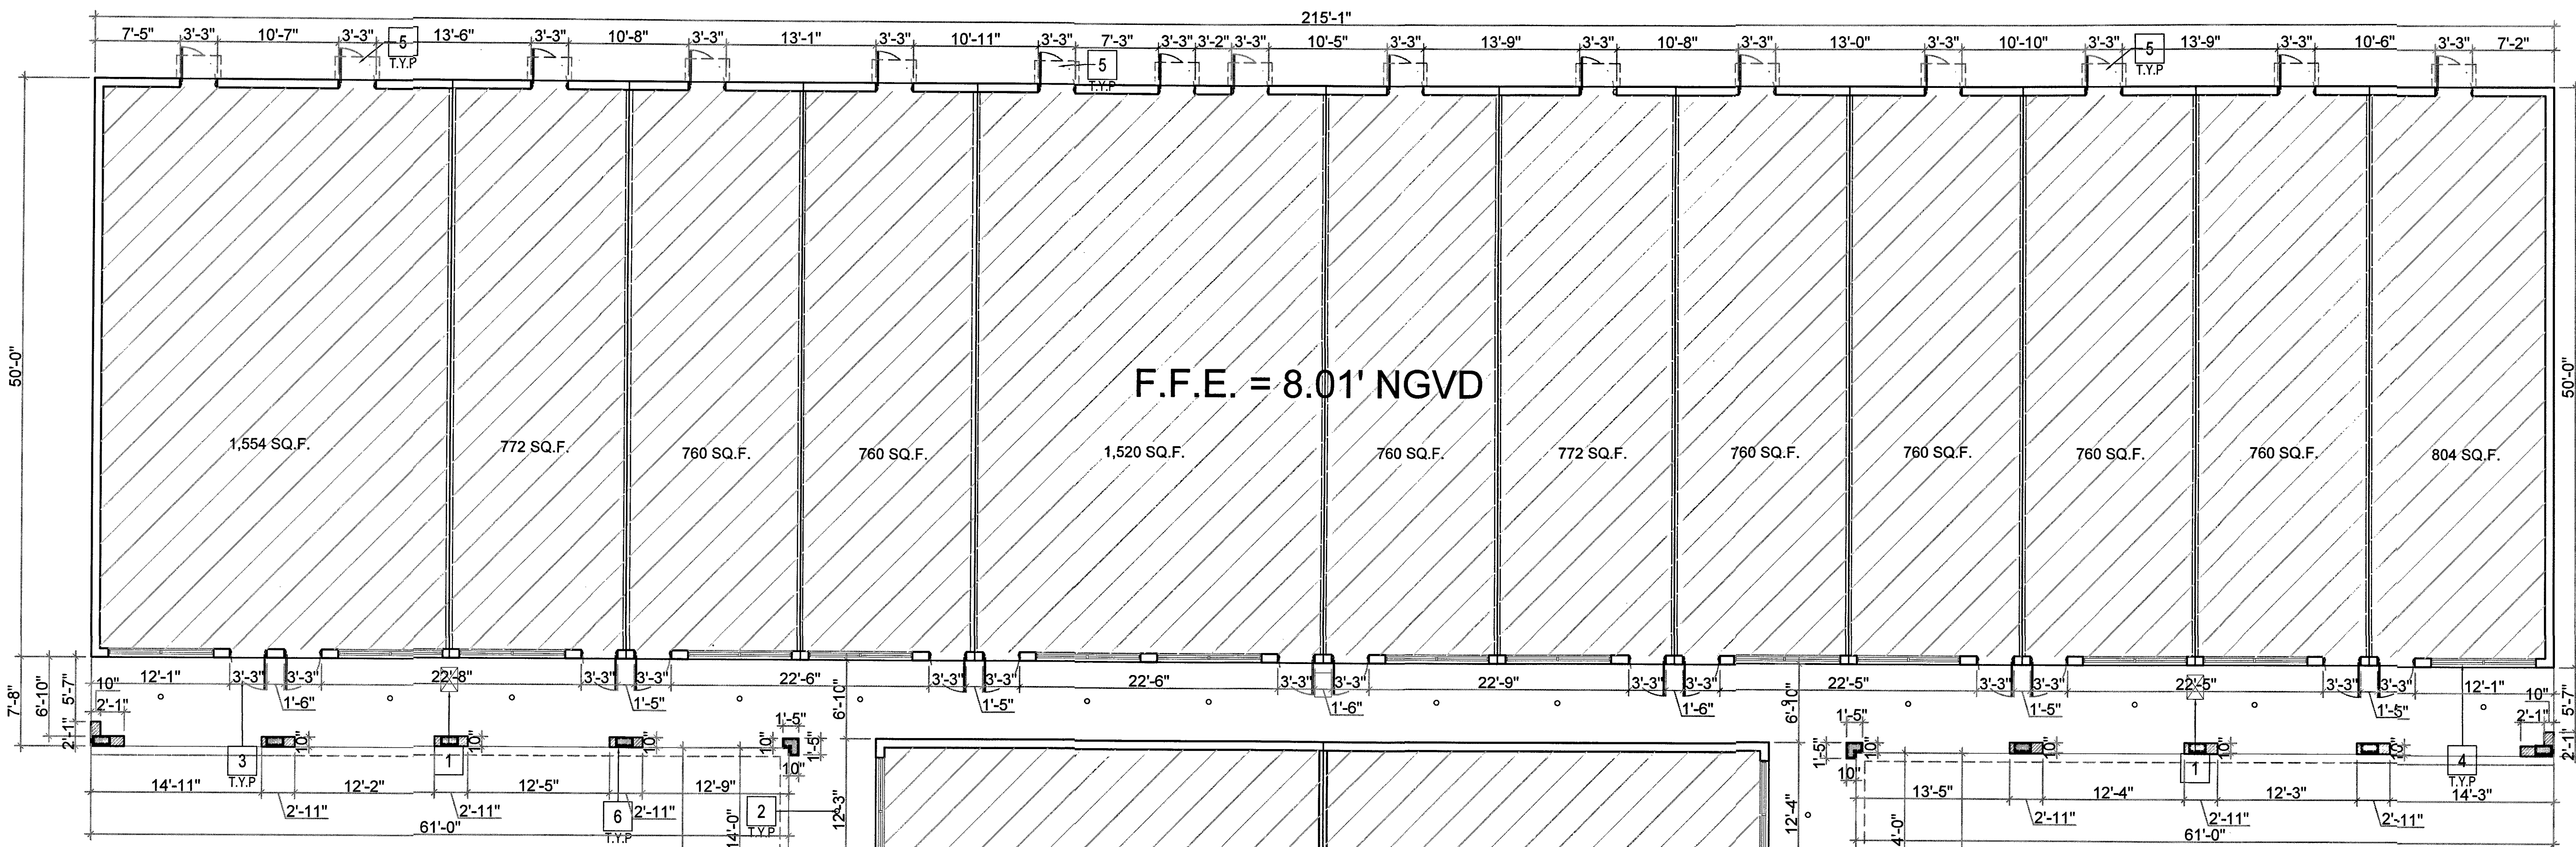 215'-1"
7'-5" 3'-3" 10'-7" 3'-3" 13'-6" 3'-3" 10'-8" 3'-3" 13'-1" 3'-3" 10'-11" 3'-3" 7'-3" 3'-3" 3'-2" 3'-3" 10'-5" 3'-3" 13'-9" 3'-3" 10'-8" 3'-3" 13'-0" 3'-3" 10'-10" 3'-3" 13'-9" 3'-3" 10'-6" 3'-3" 7'-2"
5
T.Y.P
5
T.Y.P
5
T.Y.P
50'-0"
50'-0"
F.F.E. = 8.01' NGVD
1,554 SQ.F. 772 SQ.F. 760 SQ.F. 760 SQ.F. 1,520 SQ.F. 760 SQ.F. 772 SQ.F. 760 SQ.F. 760 SQ.F. 760 SQ.F. 760 SQ.F. 804 SQ.F.
12'-1" 3'-3" 3'-3" 22'-8" 3'-3" 3'-3" 22'-6" 3'-3" 3'-3" 22'-6" 3'-3" 3'-3" 22'-9" 3'-3" 3'-3" 22'-5" 3'-3" 3'-3" 22'-5" 3'-3" 3'-3" 12'-1"
1'-6" 1'-5" 1'-5" 1'-6" 1'-6" 1'-5" 1'-5"
7'-8"
6'-10"
5'-7"
2'-1"
10"
2'-1"
10" 10" 10"
1'-5"
10"
1'-5"
10"
6'-10"
6'-10"
1'-5"
1'-5"
10"
10"
10" 10" 10"
10"
2'-1"
5'-7"
2'-1"
3
T.Y.P
1
6
T.Y.P
2
T.Y.P
1
4
T.Y.P
14'-11" 12'-2" 12'-5" 12'-9"
2'-11" 2'-11" 2'-11"
61'-0"
14'-0"
12'-3"
12'-4"
4'-0"
13'-5" 12'-4" 12'-3" 14'-3"
2'-11" 2'-11" 2'-11"
61'-0"